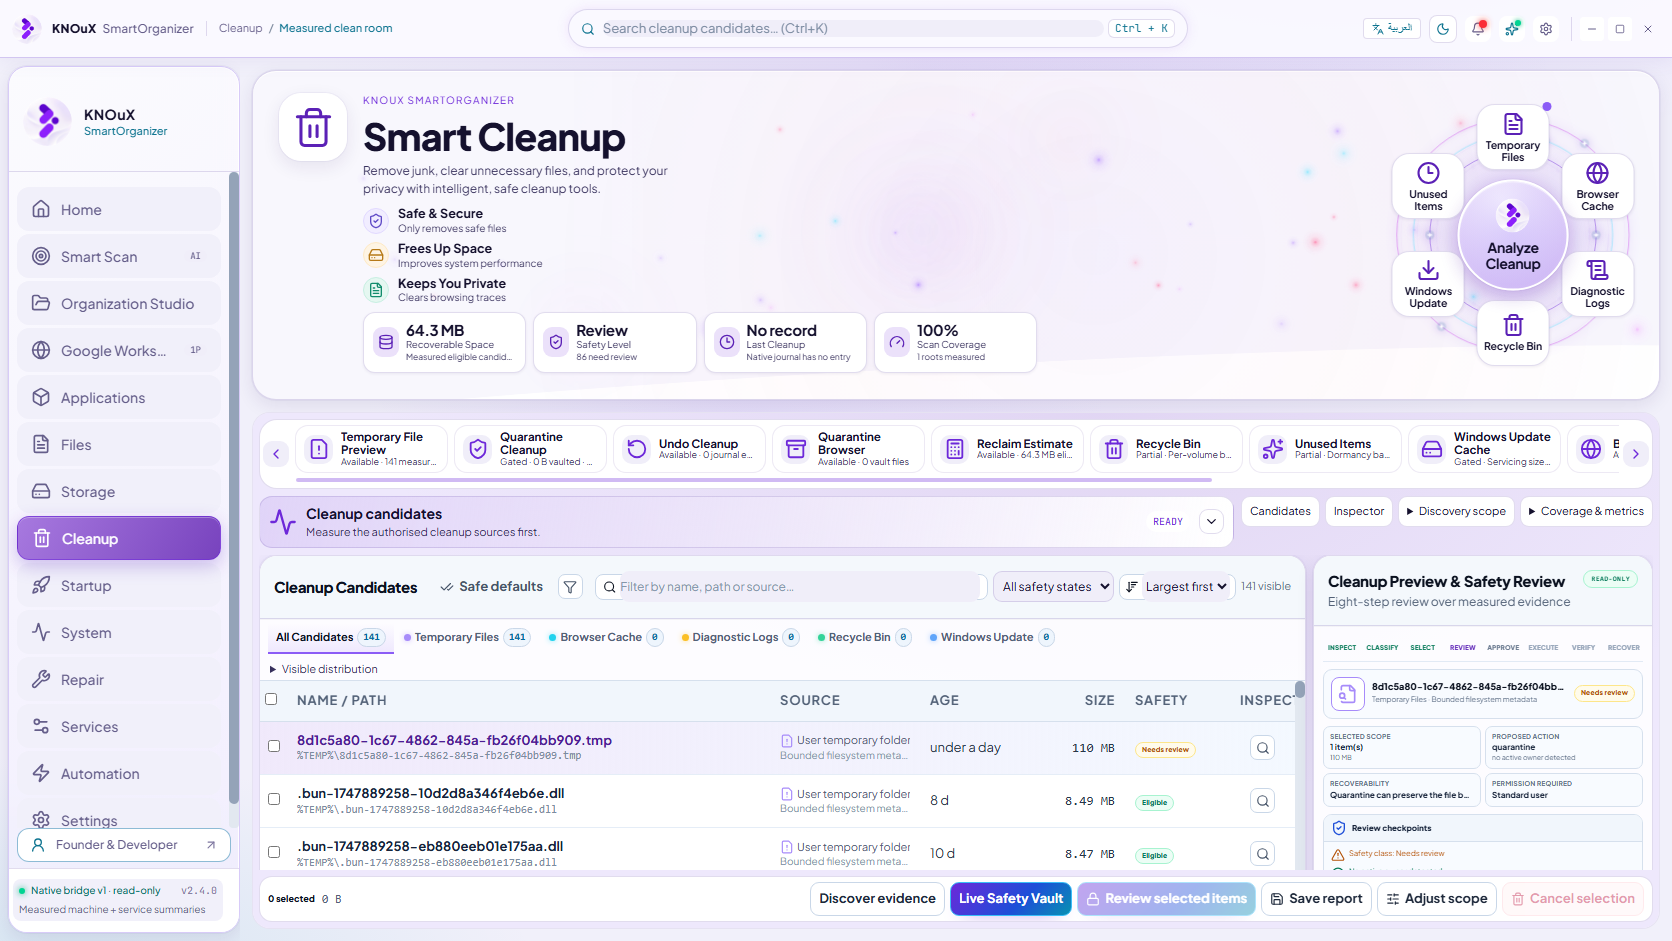 KNOuX SmartOrganizer
Cleanup / Measured clean room
Search cleanup candidates... (Ctrl+K)
Ctrl + K
العربية
KNOuX
SmartOrganizer
Home
Smart Scan AI
Organization Studio
Google Works... 1P
Applications
Files
Storage
Cleanup
Startup
System
Repair
Services
Automation
Settings
Founder & Developer
Native bridge v1 · read-only v2.4.0
Measured machine + service summaries
KNOUX SMARTORGANIZER
Smart Cleanup
Remove junk, clear unnecessary files, and protect your
privacy with intelligent, safe cleanup tools.
Safe & Secure
Only removes safe files
Frees Up Space
Improves system performance
Keeps You Private
Clears browsing traces
64.3 MB
Recoverable Space
Measured eligible candid...
Review
Safety Level
86 need review
No record
Last Cleanup
Native journal has no entry
100%
Scan Coverage
1 roots measured
Temporary
Files
Unused
Items
Browser
Cache
Analyze
Cleanup
Windows
Update
Diagnostic
Logs
Recycle Bin
Temporary File
Preview
Available · 141 measur...
Quarantine
Cleanup
Gated · 0 B vaulted · ...
Undo Cleanup
Available · 0 journal e...
Quarantine
Browser
Available · 0 vault files
Reclaim Estimate
Available · 64.3 MB eli...
Recycle Bin
Partial · Per-volume b...
Unused Items
Partial · Dormancy ba...
Windows Update
Cache
Gated · Servicing size...
Cleanup candidates
Measure the authorised cleanup sources first.
READY
Candidates
Inspector
Discovery scope
Coverage & metrics
Cleanup Candidates
Safe defaults
Filter by name, path or source...
All safety states
Largest first
141 visible
All Candidates 141
Temporary Files 141
Browser Cache 0
Diagnostic Logs 0
Recycle Bin 0
Windows Update 0
Visible distribution
NAME / PATH SOURCE AGE SIZE SAFETY INSPECT
8d1c5a80-1c67-4862-845a-fb26f04bb909.tmp
%TEMP%\8d1c5a80-1c67-4862-845a-fb26f04bb909.tmp
User temporary folder
Bounded filesystem meta...
under a day
110 MB
Needs review
.bun-1747889258-10d2d8a346f4eb6e.dll
%TEMP%\.bun-1747889258-10d2d8a346f4eb6e.dll
User temporary folder
Bounded filesystem meta...
8 d
8.49 MB
Eligible
.bun-1747889258-eb880eeb01e175aa.dll
%TEMP%\.bun-1747889258-eb880eeb01e175aa.dll
User temporary folder
Bounded filesystem meta...
10 d
8.47 MB
Eligible
Cleanup Preview & Safety Review
READ-ONLY
Eight-step review over measured evidence
INSPECT CLASSIFY SELECT REVIEW APPROVE EXECUTE VERIFY RECOVER
8d1c5a80-1c67-4862-845a-fb26f04bb...
Temporary Files · Bounded filesystem metadata
Needs review
SELECTED SCOPE
1 item(s)
110 MB
PROPOSED ACTION
quarantine
no active owner detected
RECOVERABILITY
Quarantine can preserve the file b...
PERMISSION REQUIRED
Standard user
Review checkpoints
Safety class: Needs review
0 selected 0 B
Discover evidence
Live Safety Vault
Review selected items
Save report
Adjust scope
Cancel selection